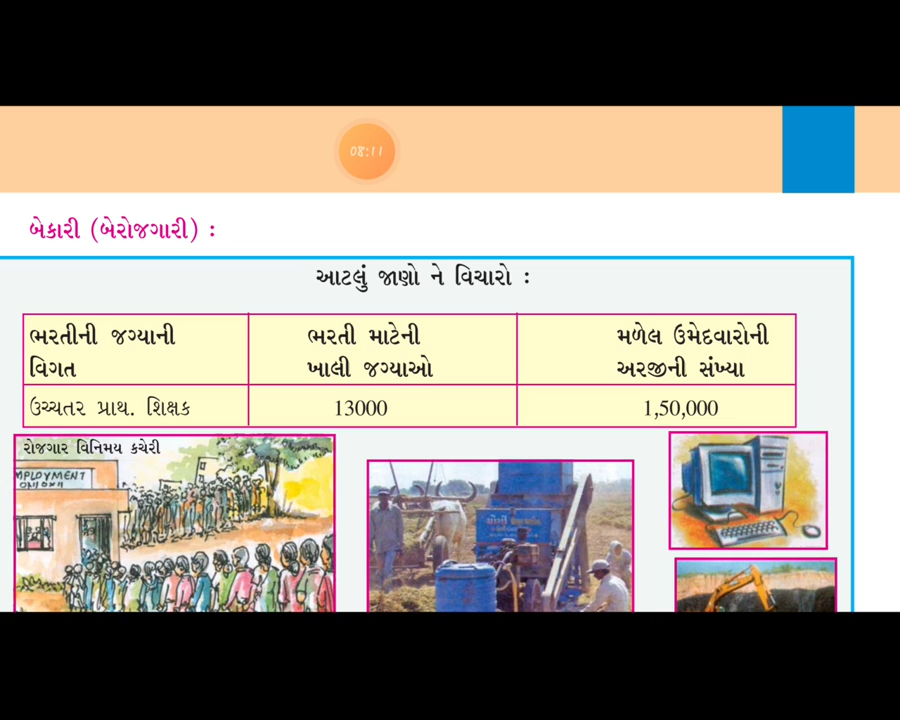 08:11
બેકારી (બેરોજગારી) :
આટલું જાણો ને વિચારો :
ભરતીની જગ્યાની વિગત
ભરતી માટેની ખાલી જગ્યાઓ
મળેલ ઉમેદવારોની અરજીની સંખ્યા
ઉચ્ચતર પ્રાથ. શિક્ષક
13000
1,50,000
રોજગાર વિનિમય કચેરી
MPLOYMENT